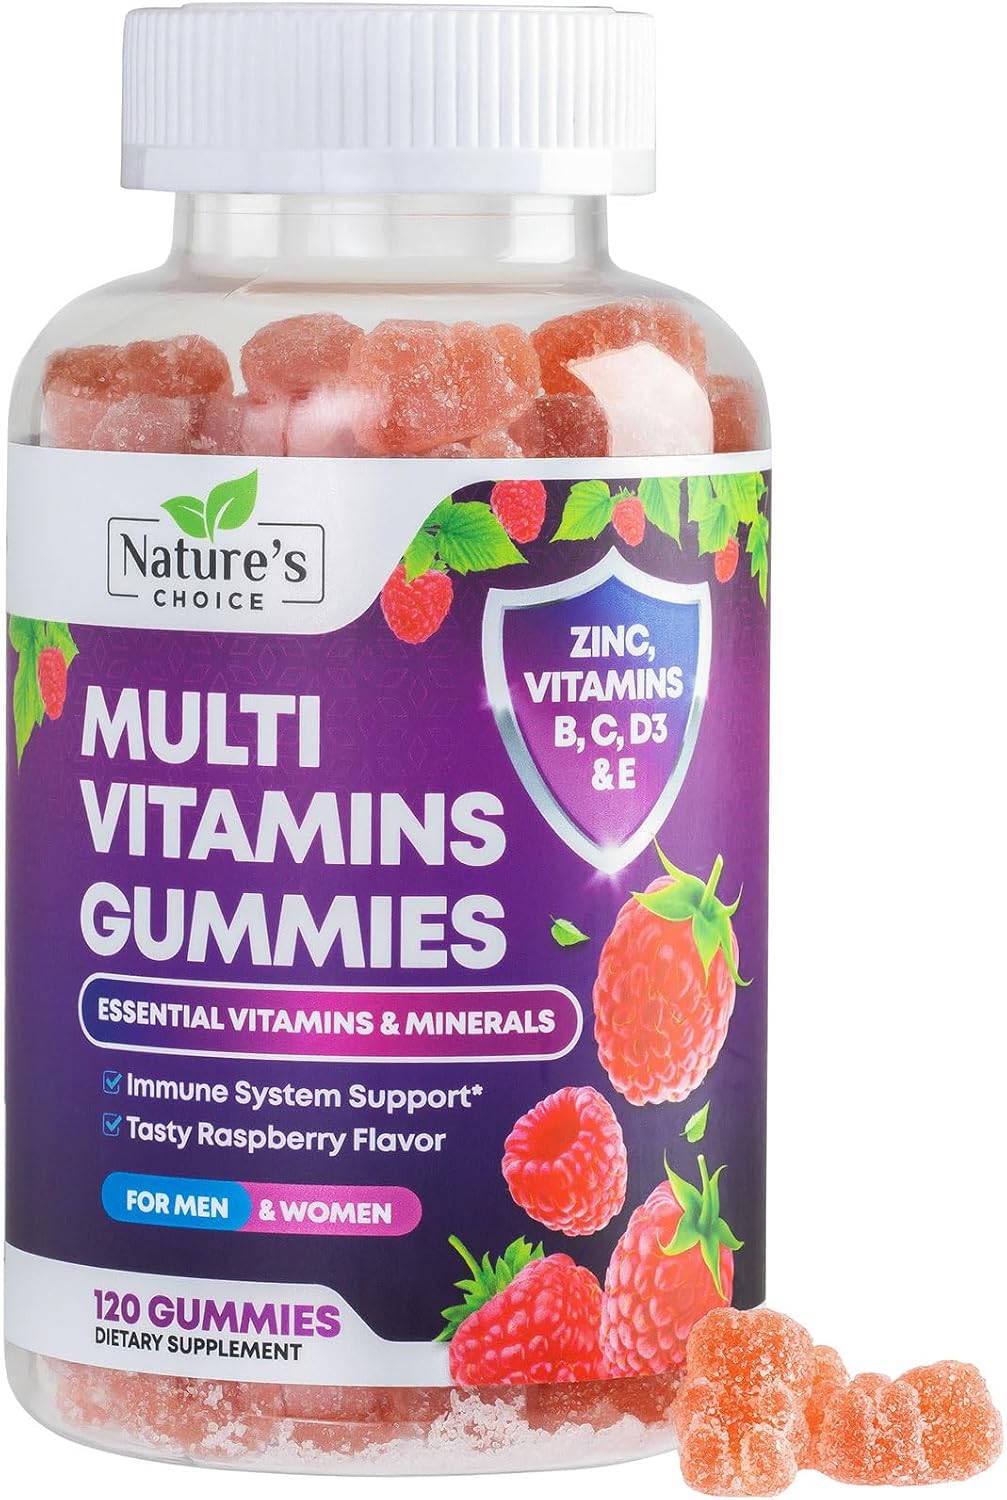 Nature's
CHOICE
ZINC,
VITAMINS
B, C, D3
& E
MULTI
VITAMINS
GUMMIES
ESSENTIAL VITAMINS & MINERALS
Immune System Support*
Tasty Raspberry Flavor
FOR MEN & WOMEN
120 GUMMIES
DIETARY SUPPLEMENT